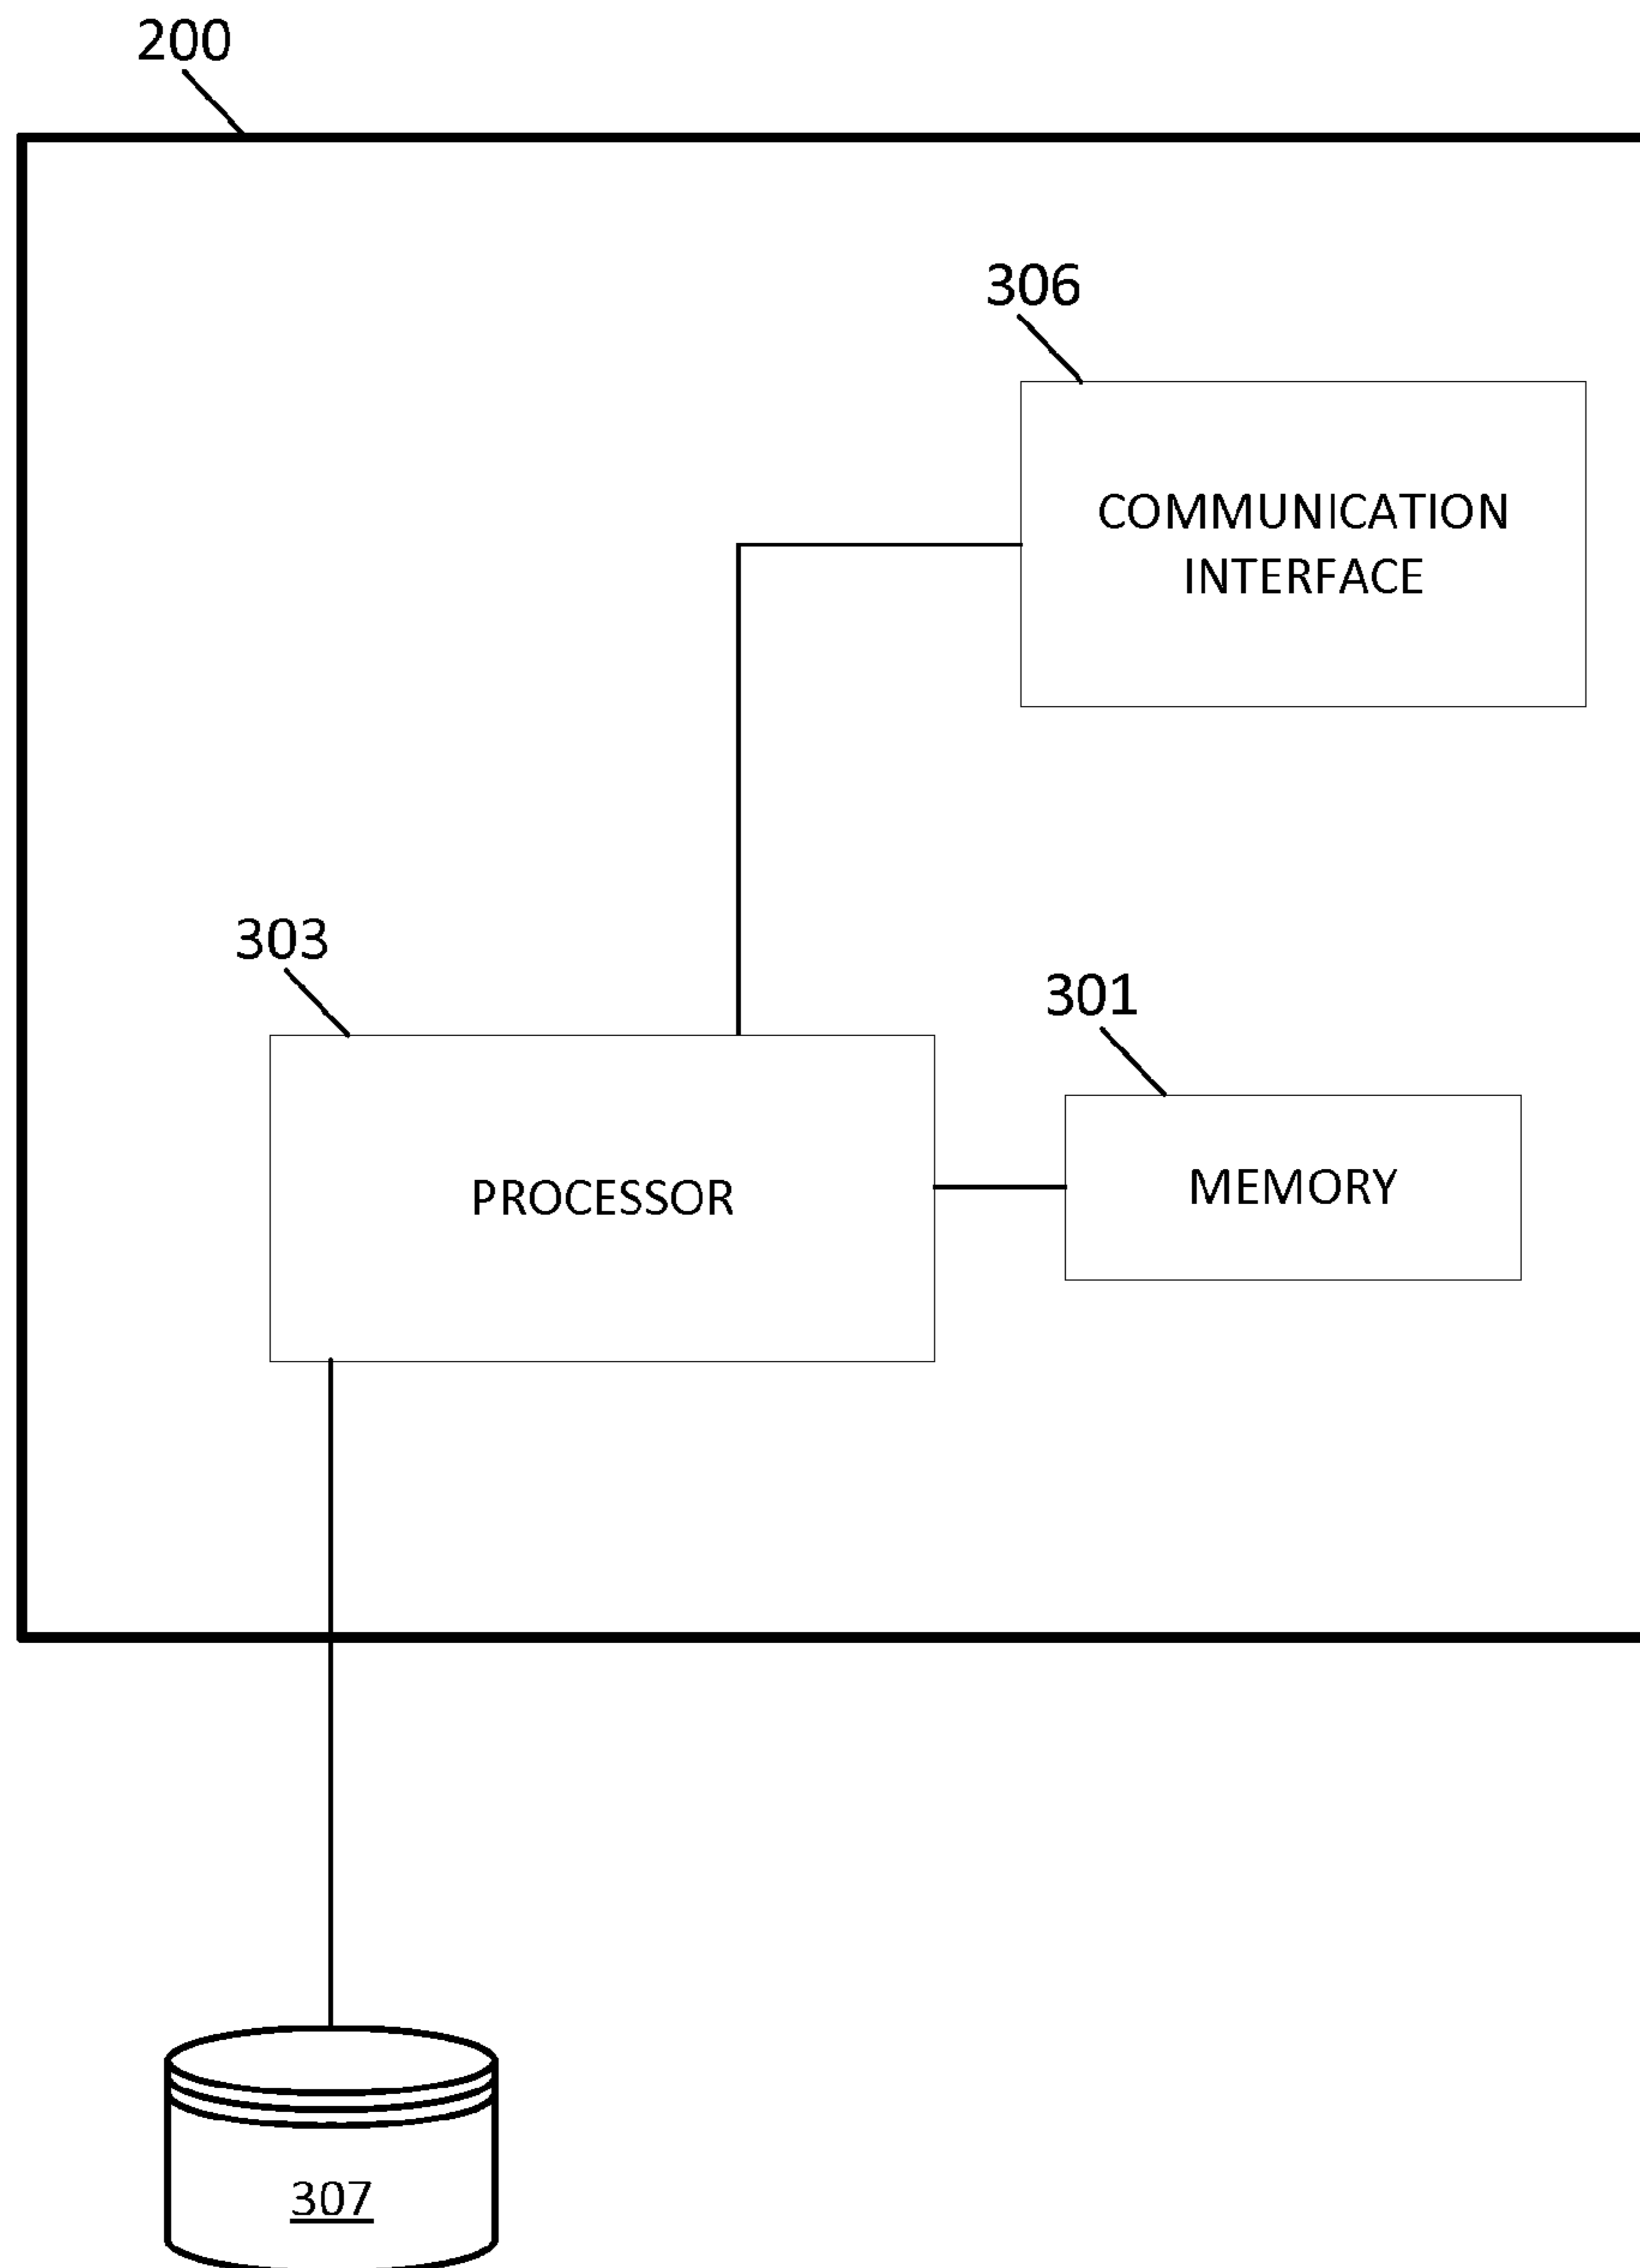 200
306
COMMUNICATION
INTERFACE
303
301
PROCESSOR
MEMORY
307